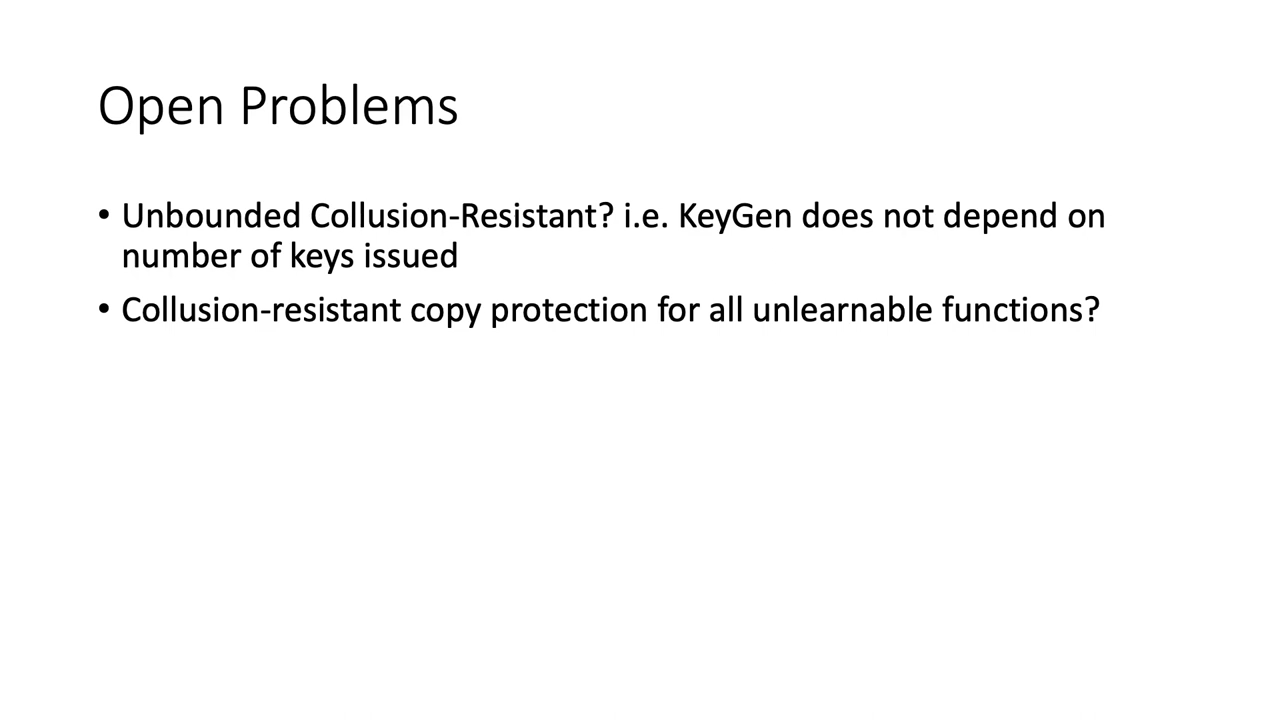 Open Problems
• Unbounded Collusion-Resistant? i.e. KeyGen does not depend on
number of keys issued
• Collusion-resistant copy protection for all unlearnable functions?